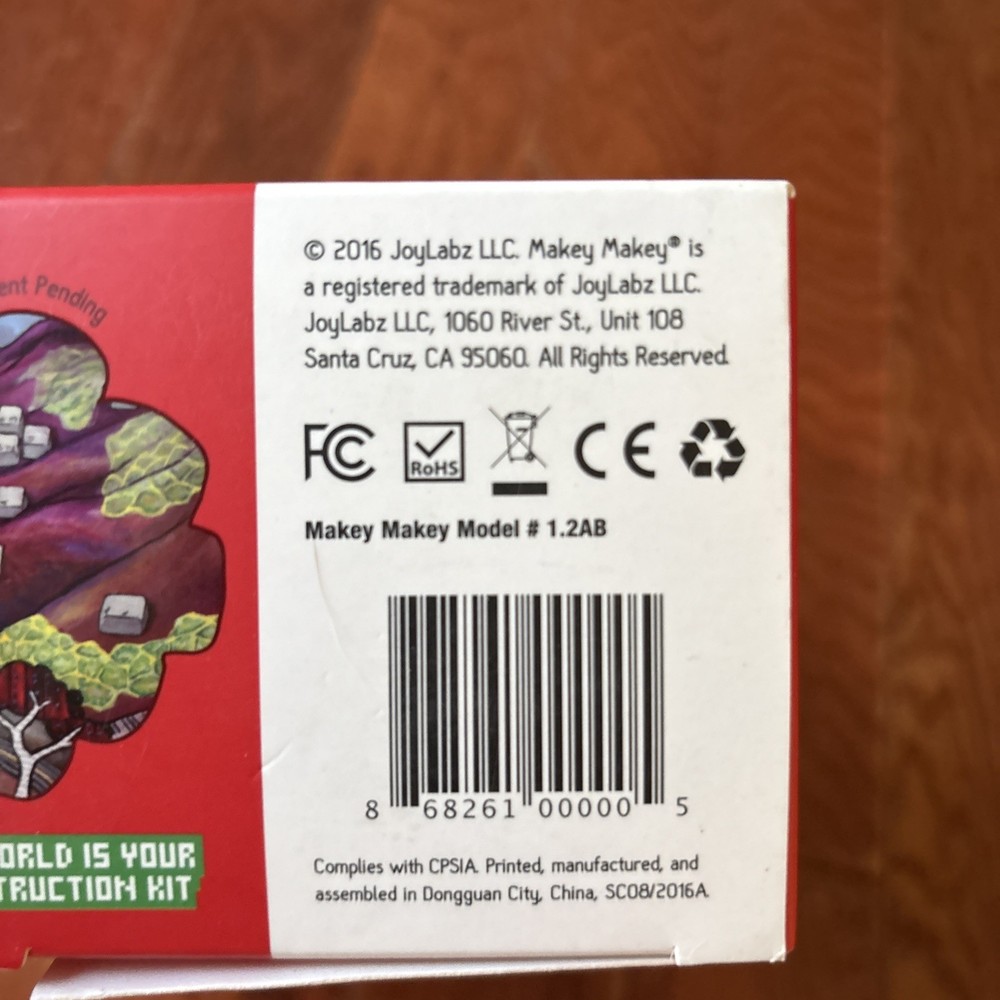 ent Pending
© 2016 JoyLabz LLC. Makey Makey® is
a registered trademark of JoyLabz LLC.
JoyLabz LLC, 1060 River St., Unit 108
Santa Cruz, CA 95060. All Rights Reserved.
FC RoHS CE
Makey Makey Model # 1.2AB
8 68261 00000 5
Complies with CPSIA. Printed, manufactured, and
assembled in Dongguan City, China, SC08/2016A.
ORLD IS YOUR
TRUCTION KIT